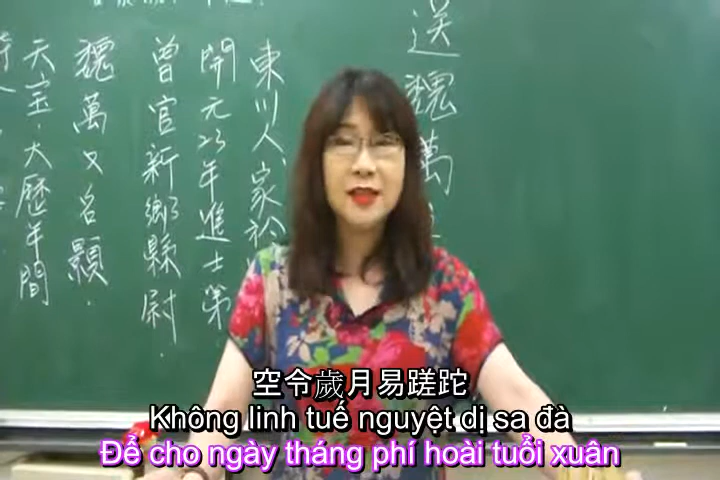 送魏萬
東川人、家於
開元23年進士第
曾官新鄉縣尉.
魏萬又名顥.
天宝.大歷年間
空令歲月易蹉跎
Không linh tuế nguyệt dị sa đà
Để cho ngày tháng phí hoài tuổi xuân